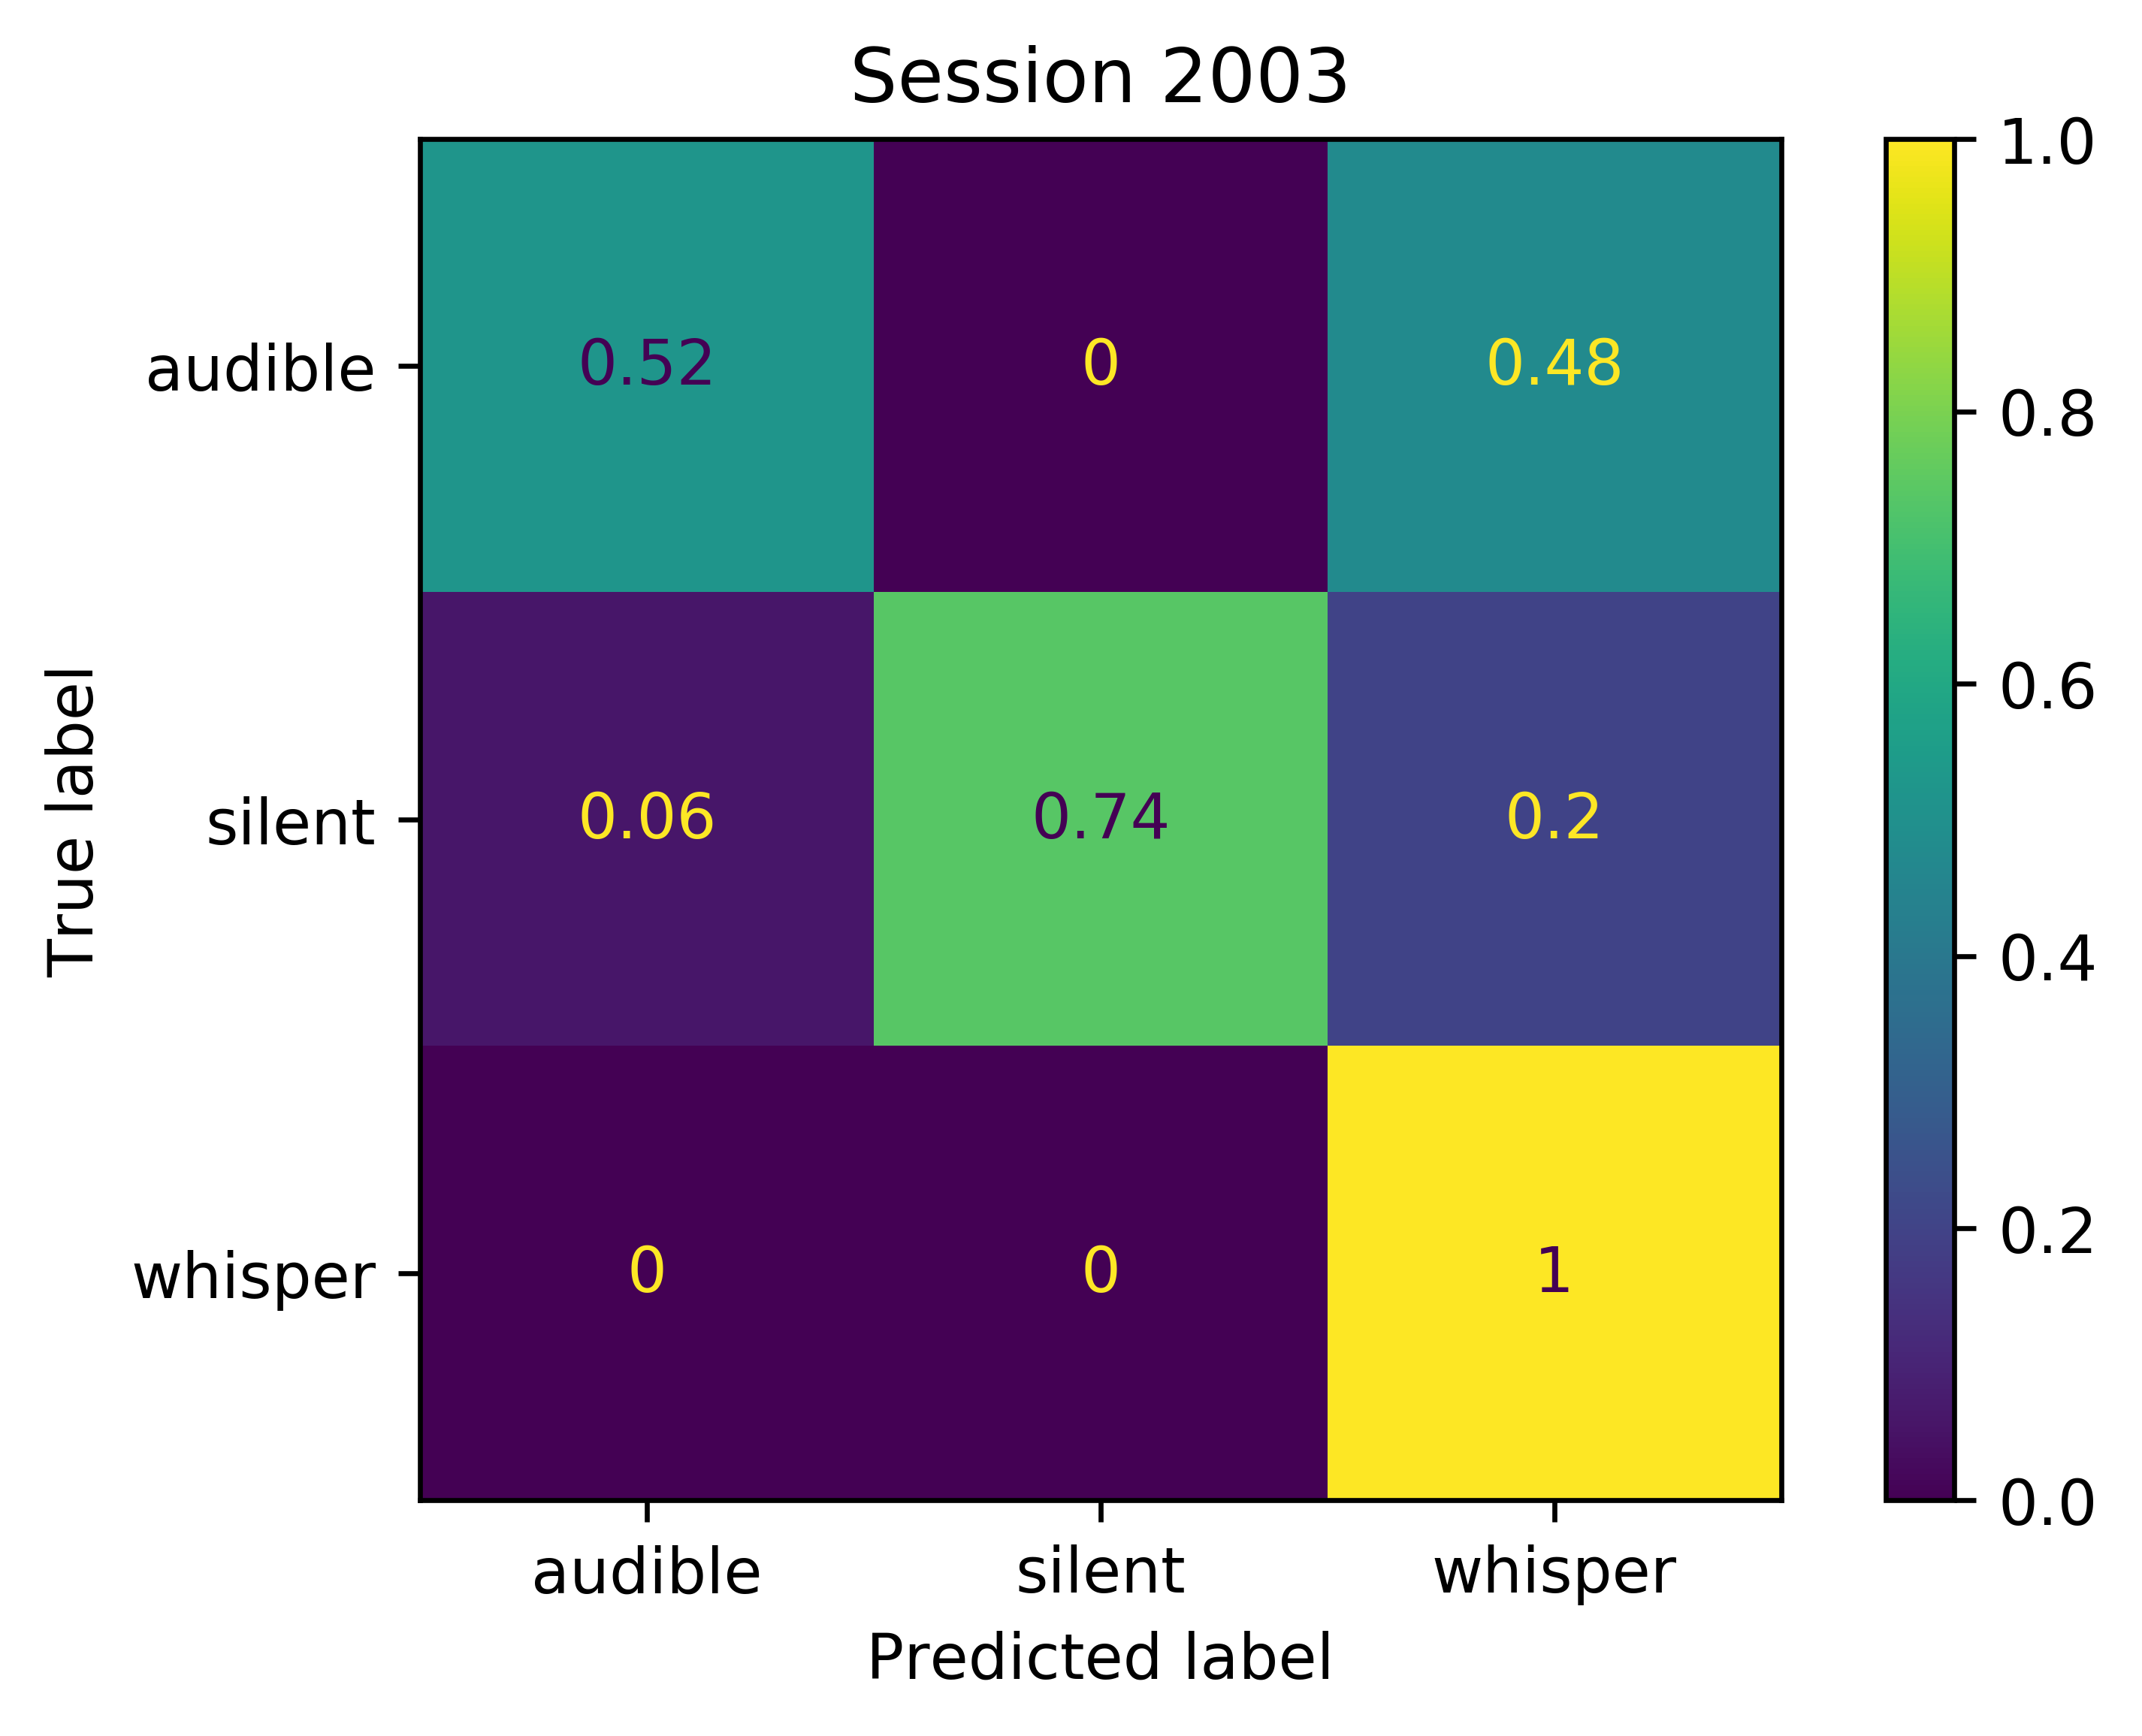 Session 2003
True label
audible
silent
whisper
0.52 0 0.48
0.06 0.74 0.2
0 0 1
audible silent whisper
Predicted label
1.0
0.8
0.6
0.4
0.2
0.0